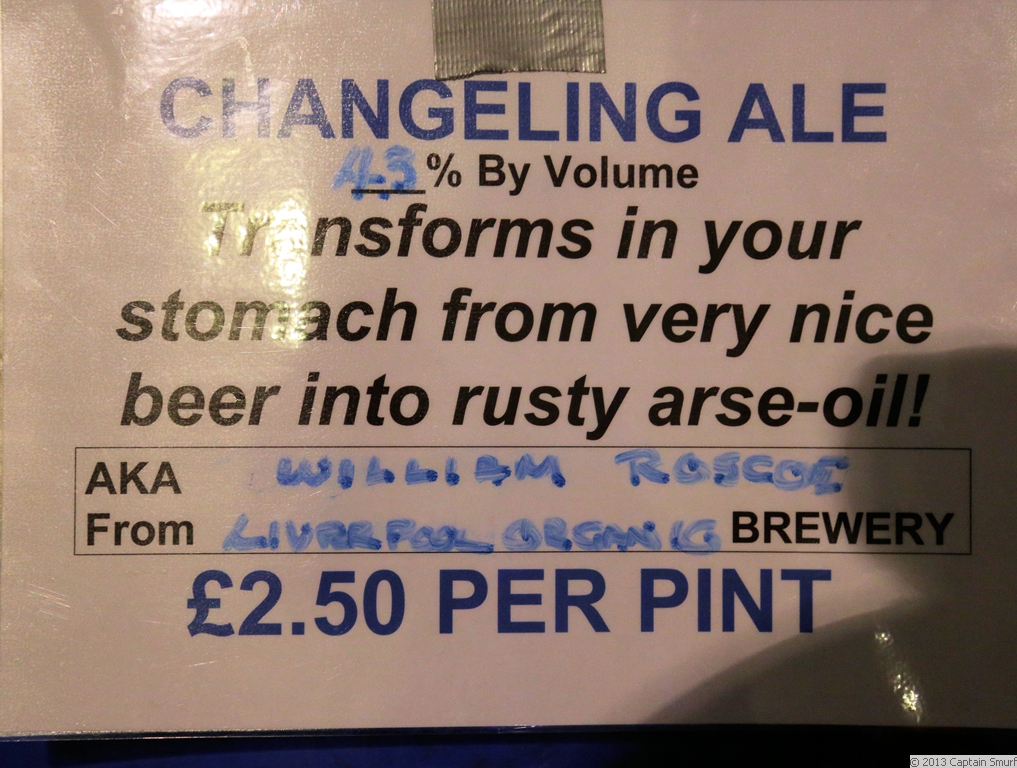 CHANGELING ALE
4.3% By Volume
Transforms in your
stomach from very nice
beer into rusty arse-oil!
AKA WILLIAM ROSCOE
From LIVERPOOL ORGANIC BREWERY
£2.50 PER PINT
© 2013 Captain Smurf